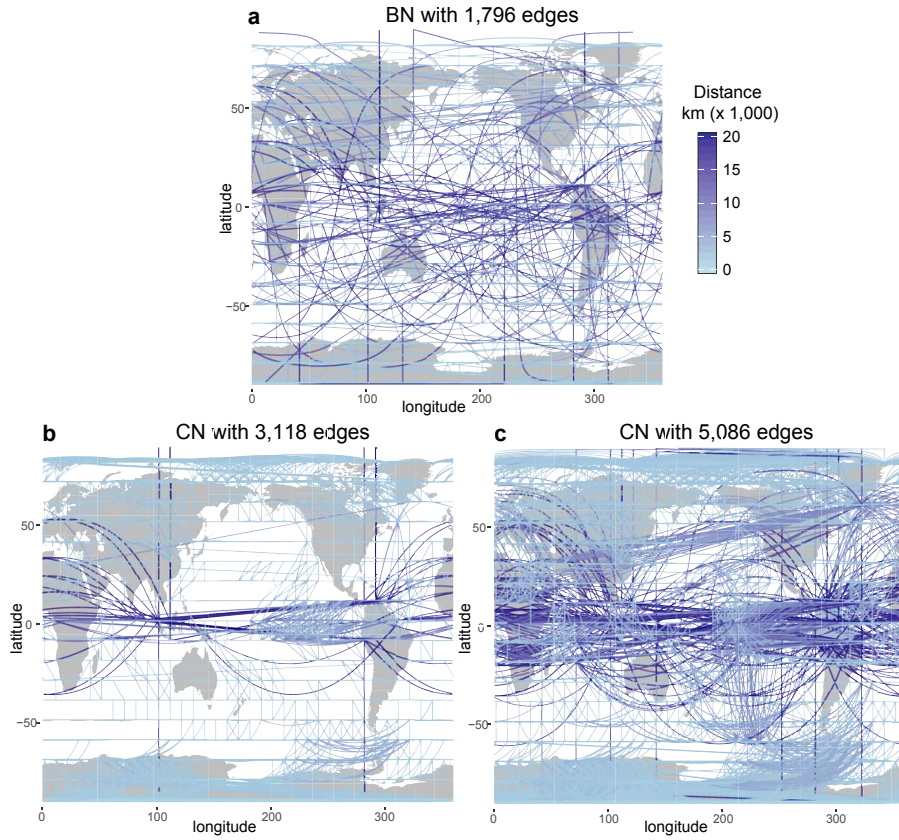 a
BN with 1,796 edges
Distance
km (x 1,000)
20
15
10
5
0
50
0
−50
latitude
0
100
200
300
longitude
b
CN with 3,118 edges
50
0
−50
latitude
0
100
200
300
longitude
c
CN with 5,086 edges
50
0
−50
latitude
0
100
200
300
longitude